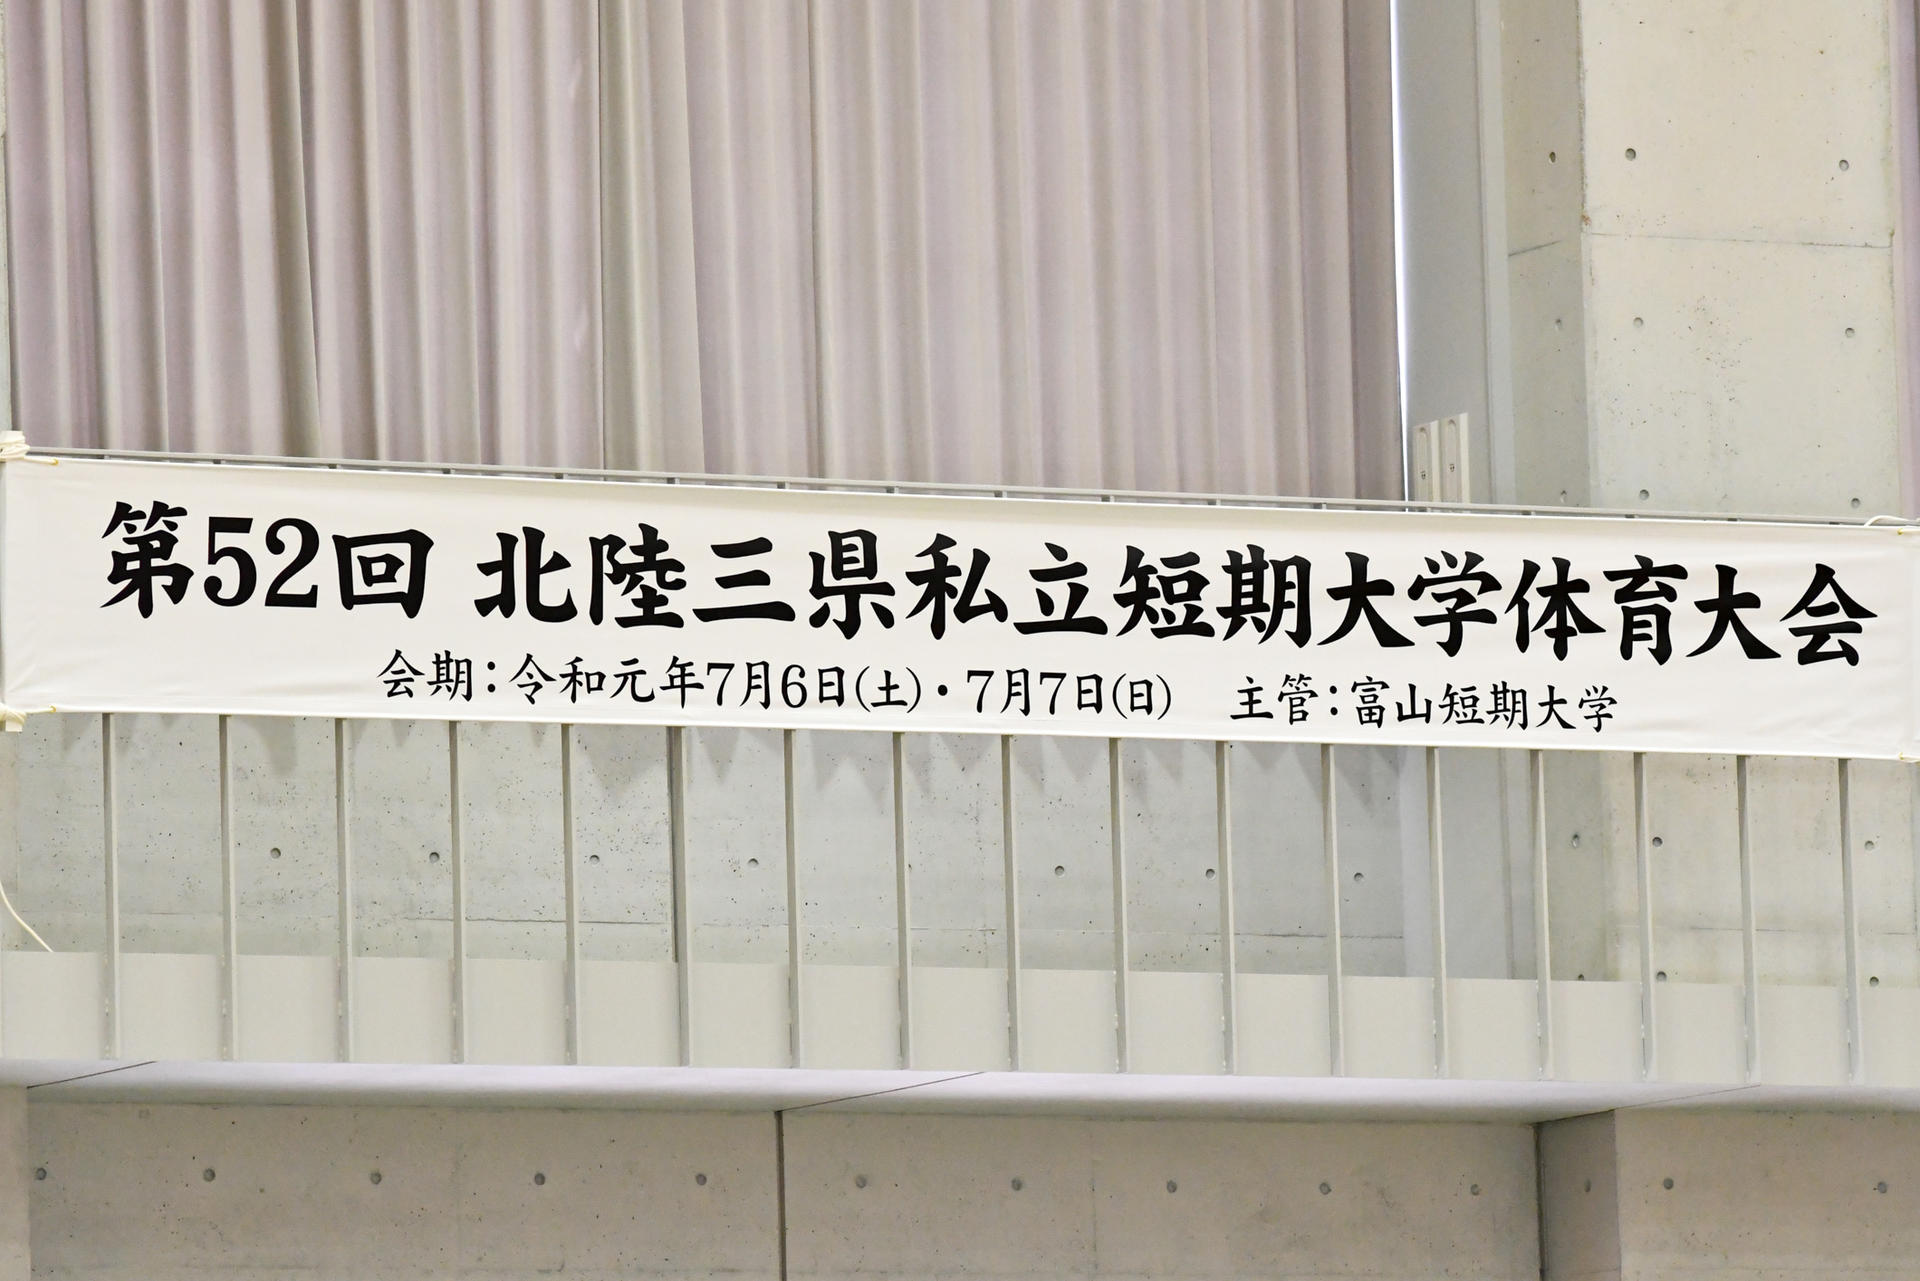 第52回 北陸三県私立短期大学体育大会
会期：令和元年7月6日(土)・7月7日(日)　主管：富山短期大学